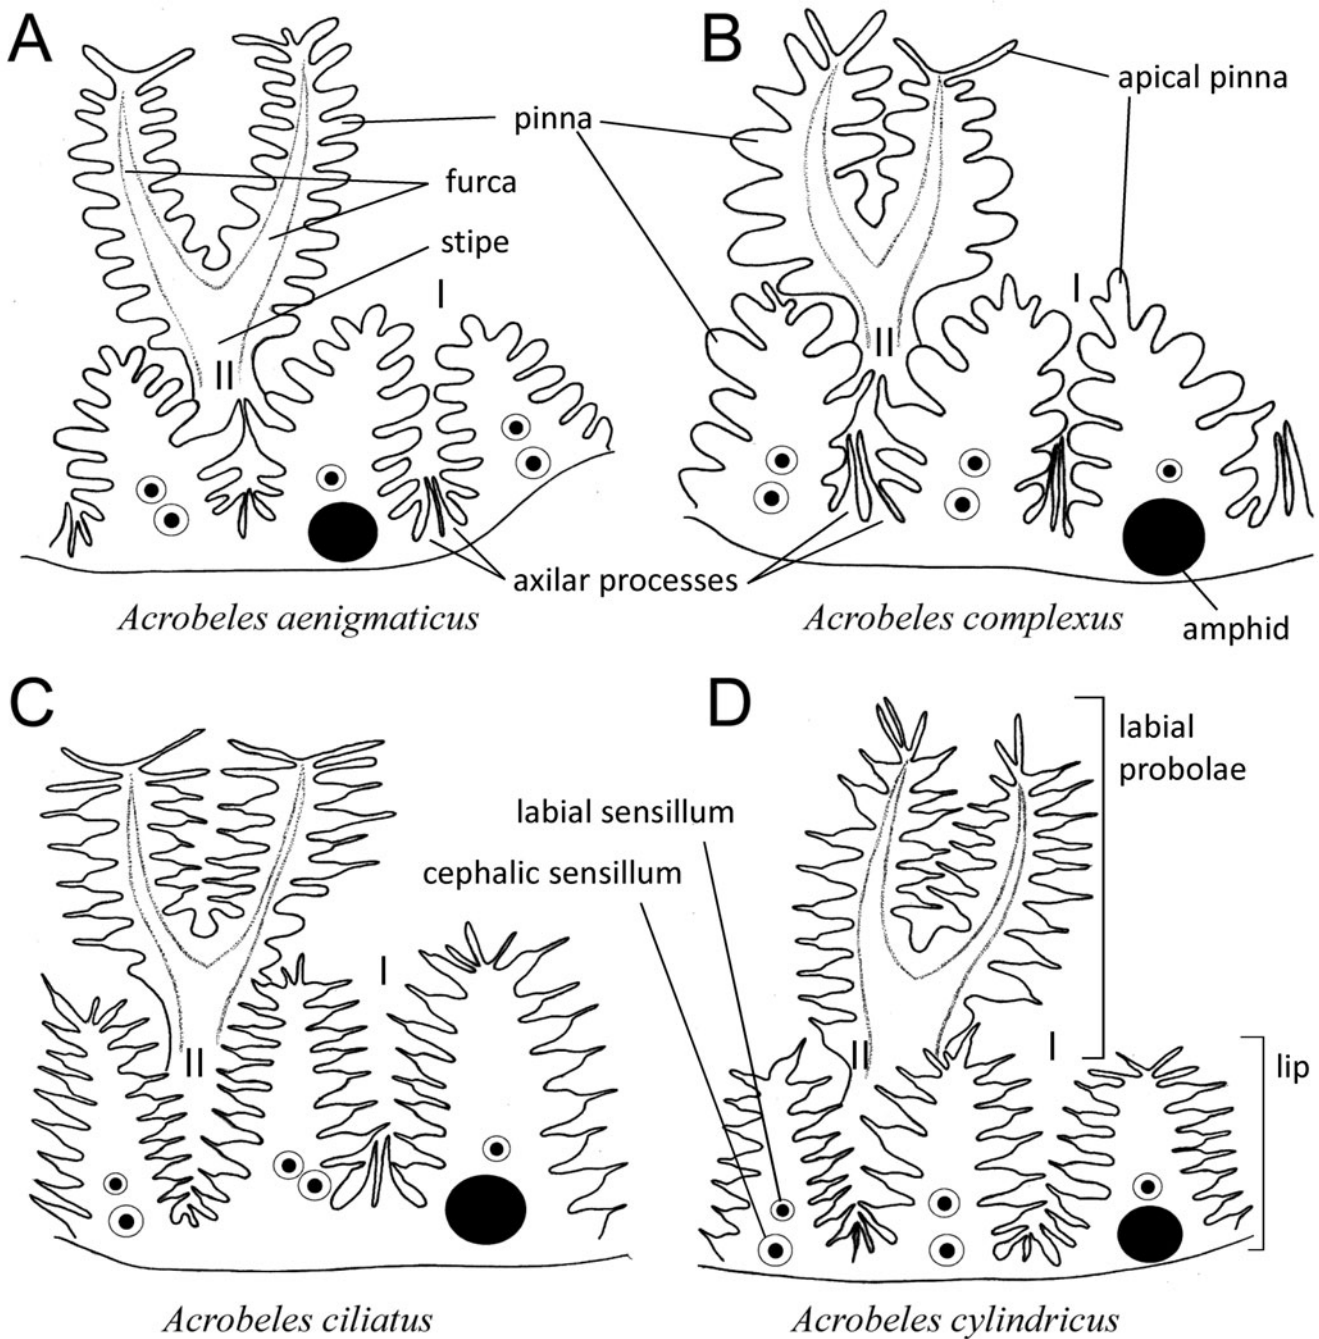 A
B
apical pinna
pinna
furca
stipe
I
I
II
II
axilar processes
Acrobeles aenigmaticus
Acrobeles complexus
amphid
C
D
labial
probolae
labial sensillum
cephalic sensillum
I
I
II
II
lip
Acrobeles ciliatus
Acrobeles cylindricus